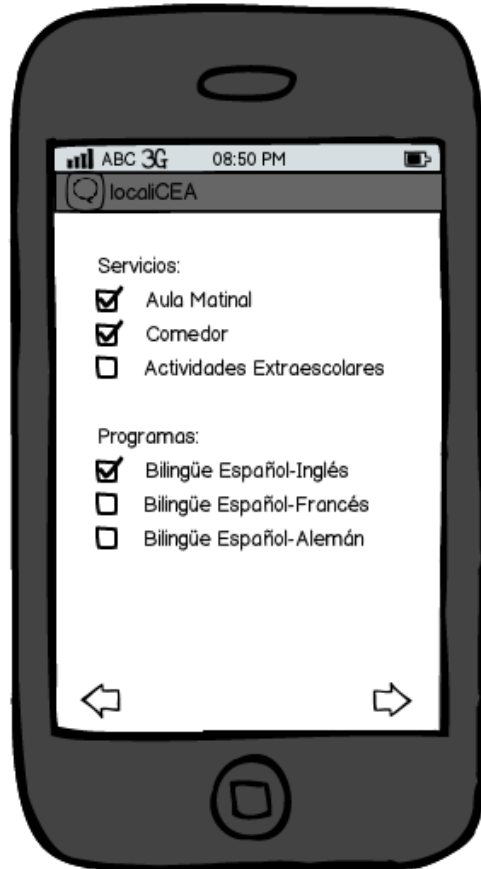 ABC 3G 08:50 PM
localiCEA
Servicios:
Aula Matinal
Comedor
Actividades Extraescolares
Programas:
Bilingüe Español-Inglés
Bilingüe Español-Francés
Bilingüe Español-Alemán